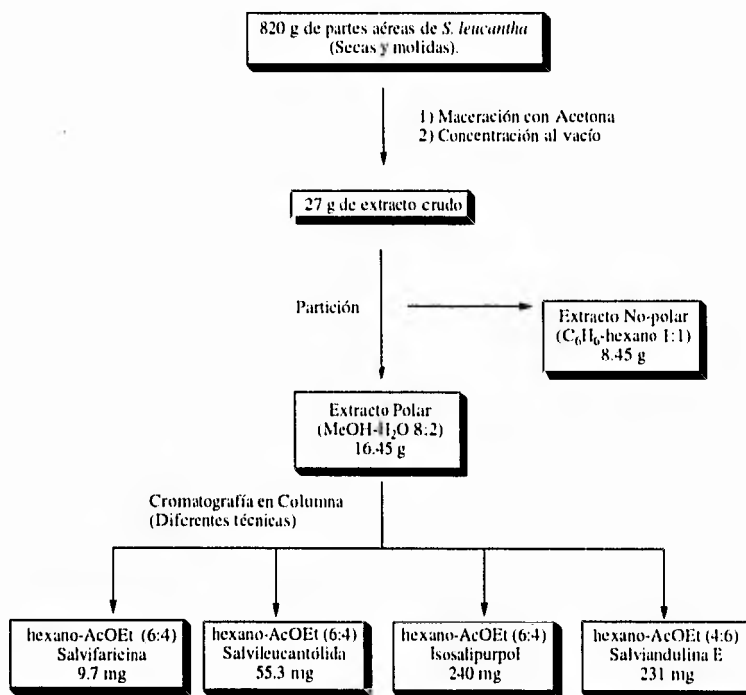 820 g de partes aéreas de S. leucantha
(Secas y molidas).
1) Maceración con Acetona
2) Concentración al vacío
27 g de extracto crudo
Partición
Extracto No-polar
(C6H6-hexano 1:1)
8.45 g
Extracto Polar
(MeOH-H2O 8:2)
16.45 g
Cromatografía en Columna
(Diferentes técnicas)
hexano-AcOEt (6:4)
Salvifaricina
9.7 mg
hexano-AcOEt (6:4)
Salvileucantólida
55.3 mg
hexano-AcOEt (6:4)
Isosalipurpol
240 mg
hexano-AcOEt (4:6)
Salviandulina E
231 mg